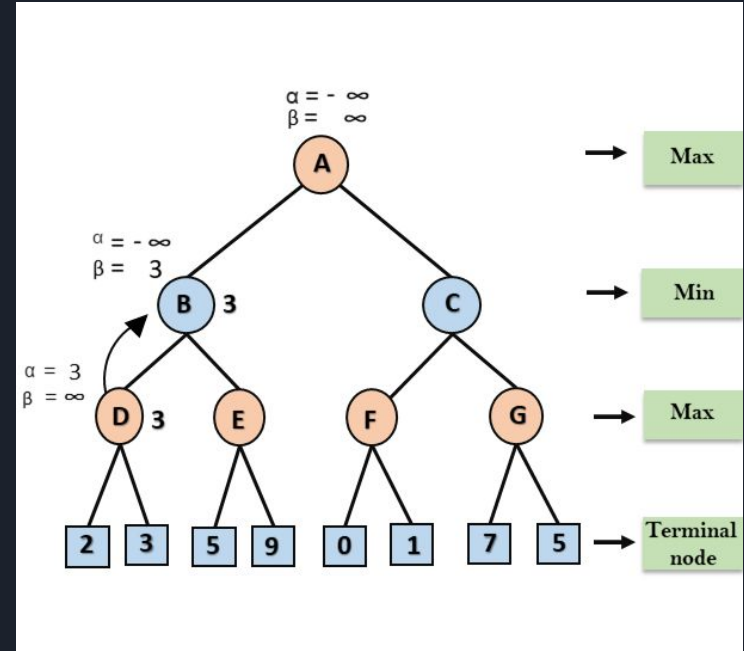 α = - ∞
β = ∞
A
Max
α = - ∞
β = 3
B 3
C
Min
α = 3
β = ∞
D 3
E
F
G
Max
2
3
5
9
0
1
7
5
Terminal
node